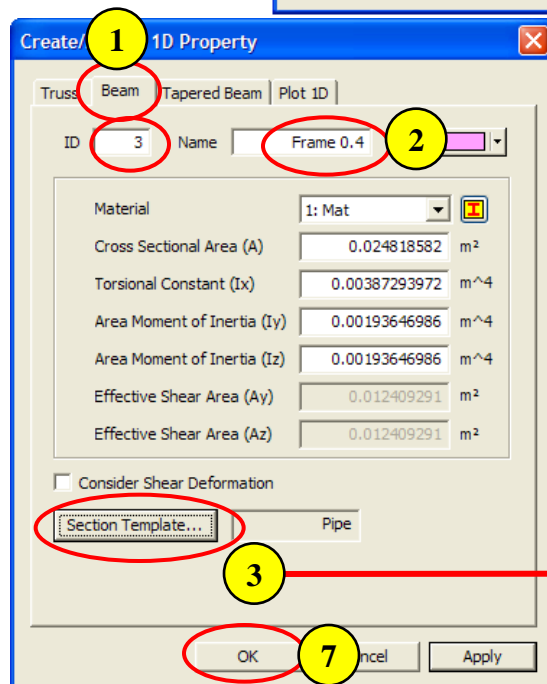 Create/ 1 1D Property
Truss Beam Tapered Beam Plot 1D
ID 3 Name Frame 0.4 2
Material 1: Mat
Cross Sectional Area (A) 0.024818582 m²
Torsional Constant (Ix) 0.00387293972 m^4
Area Moment of Inertia (Iy) 0.00193646986 m^4
Area Moment of Inertia (Iz) 0.00193646986 m^4
Effective Shear Area (Ay) 0.012409291 m²
Effective Shear Area (Az) 0.012409291 m²
Consider Shear Deformation
Section Template... Pipe
3
OK 7 ncel Apply